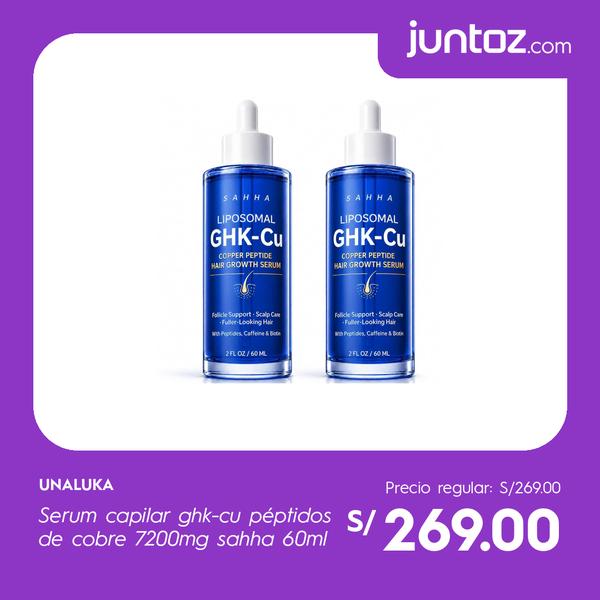 juntoz.com
SAHHA
LIPOSOMAL
GHK-Cu
COPPER PEPTIDE
HAIR GROWTH SERUM
Follicle Support · Scalp Care
· Fuller-Looking Hair
With Peptides, Caffeine & Biotin
2 FL OZ / 60 ML
SAHHA
LIPOSOMAL
GHK-Cu
COPPER PEPTIDE
HAIR GROWTH SERUM
Follicle Support · Scalp Care
· Fuller-Looking Hair
With Peptides, Caffeine & Biotin
2 FL OZ / 60 ML
UNALUKA
Serum capilar ghk-cu péptidos
de cobre 7200mg sahha 60ml
Precio regular: S/269.00
S/269.00